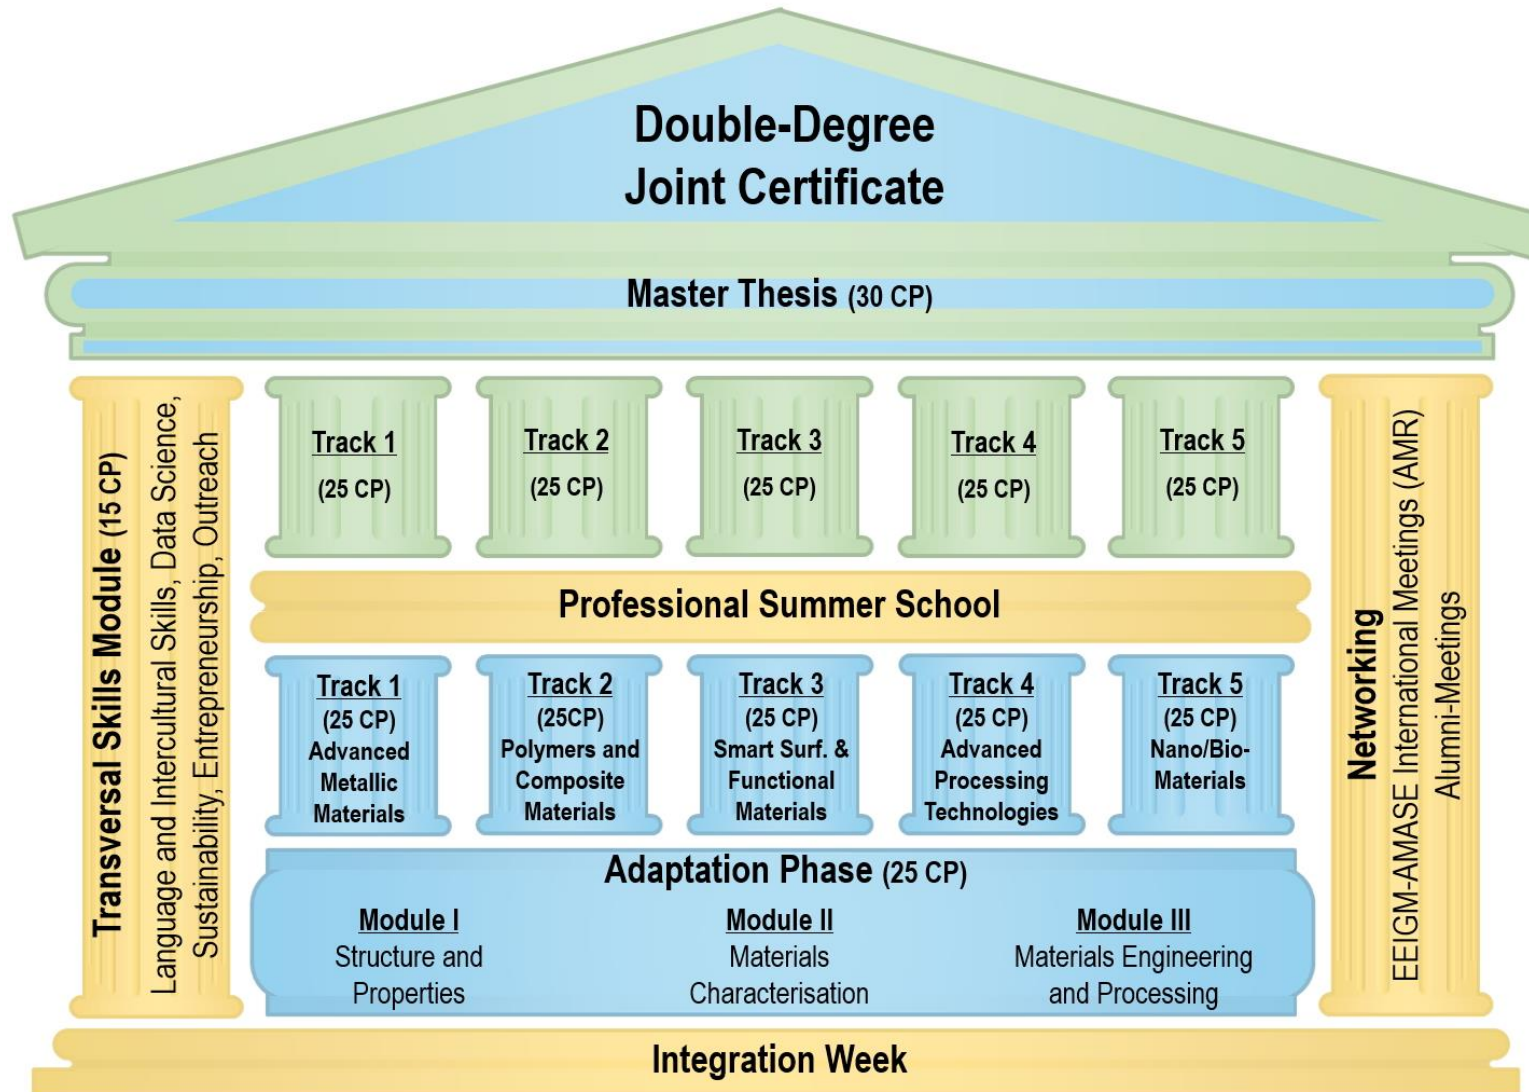 Double-Degree
Joint Certificate
Master Thesis (30 CP)
Transversal Skills Module (15 CP)
Language and Intercultural Skills, Data Science,
Sustainability, Entrepreneurship, Outreach
Track 1
(25 CP)
Track 2
(25 CP)
Track 3
(25 CP)
Track 4
(25 CP)
Track 5
(25 CP)
Professional Summer School
Track 1
(25 CP)
Advanced
Metallic
Materials
Track 2
(25CP)
Polymers and
Composite
Materials
Track 3
(25 CP)
Smart Surf. &
Functional
Materials
Track 4
(25 CP)
Advanced
Processing
Technologies
Track 5
(25 CP)
Nano/Bio-
Materials
Adaptation Phase (25 CP)
Module I
Structure and
Properties
Module II
Materials
Characterisation
Module III
Materials Engineering
and Processing
Networking
EEIGM-AMASE International Meetings (AMR)
Alumni-Meetings
Integration Week